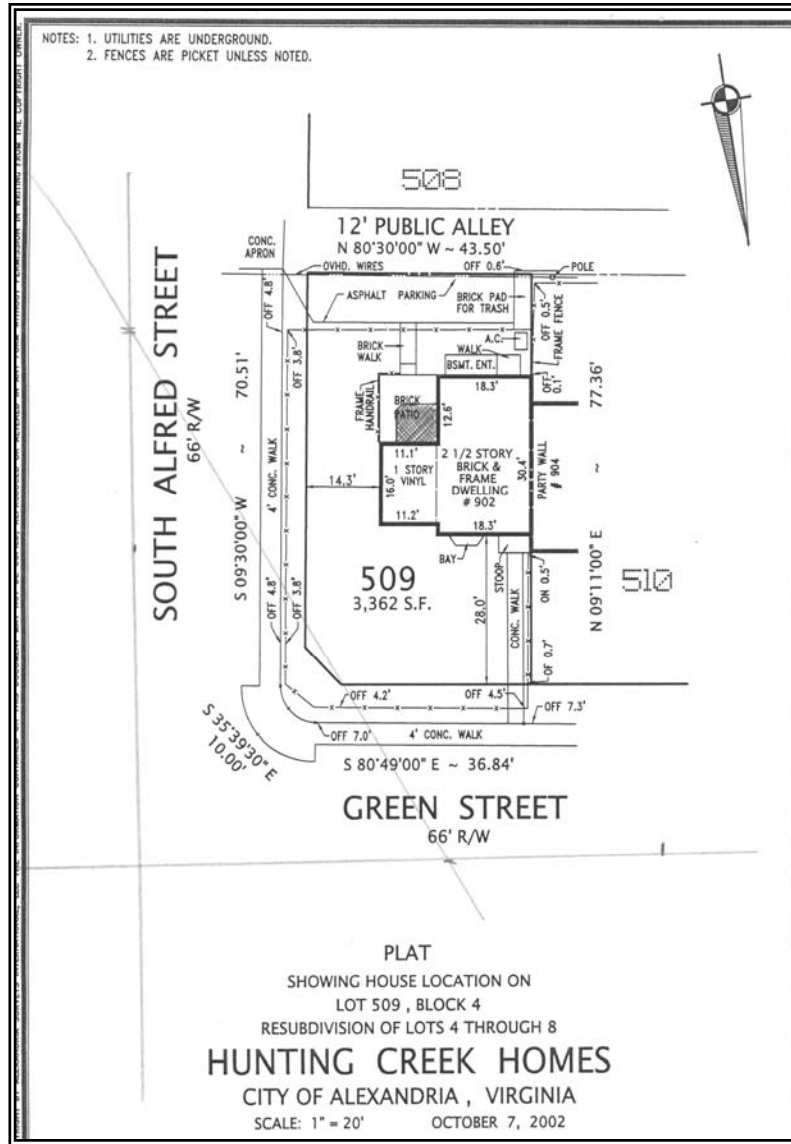 NOTES: 1. UTILITIES ARE UNDERGROUND.
2. FENCES ARE PICKET UNLESS NOTED.
508
12' PUBLIC ALLEY
N 80°30'00" W ~ 43.50'
CONC.
APRON
OVHD. WIRES
OFF 0.6'
POLE
ASPHALT PARKING
BRICK PAD
FOR TRASH
OFF 4.8'
OFF 3.8'
OFF 0.5'
FRAME FENCE
A.C.
BRICK
WALK
WALK
BSMT. ENT.
OFF
0.1'
SOUTH ALFRED STREET
66' R/W
S 09°30'00" W ~ 70.51'
4' CONC. WALK
FRAME
HANDRAIL
BRICK
PATIO
18.3'
12.6'
77.36'
11.1'
1 STORY
VINYL
16.0'
11.2'
2 1/2 STORY
BRICK &
FRAME
DWELLING
# 902
30.4'
PARTY WALL
# 904
14.3'
18.3'
BAY
STOOP
509
3,362 S.F.
28.0'
CONC. WALK
ON 0.5'
510
N 09°11'00" E ~
OFF 4.8'
OFF 3.8'
OF 0.7'
OFF 4.2'
OFF 4.5'
OFF 7.3'
OFF 7.0'
4' CONC. WALK
S 35°39'30" E
10.00'
S 80°49'00" E ~ 36.84'
GREEN STREET
66' R/W
PLAT
SHOWING HOUSE LOCATION ON
LOT 509 , BLOCK 4
RESUBDIVISION OF LOTS 4 THROUGH 8
HUNTING CREEK HOMES
CITY OF ALEXANDRIA , VIRGINIA
SCALE: 1" = 20'
OCTOBER 7, 2002